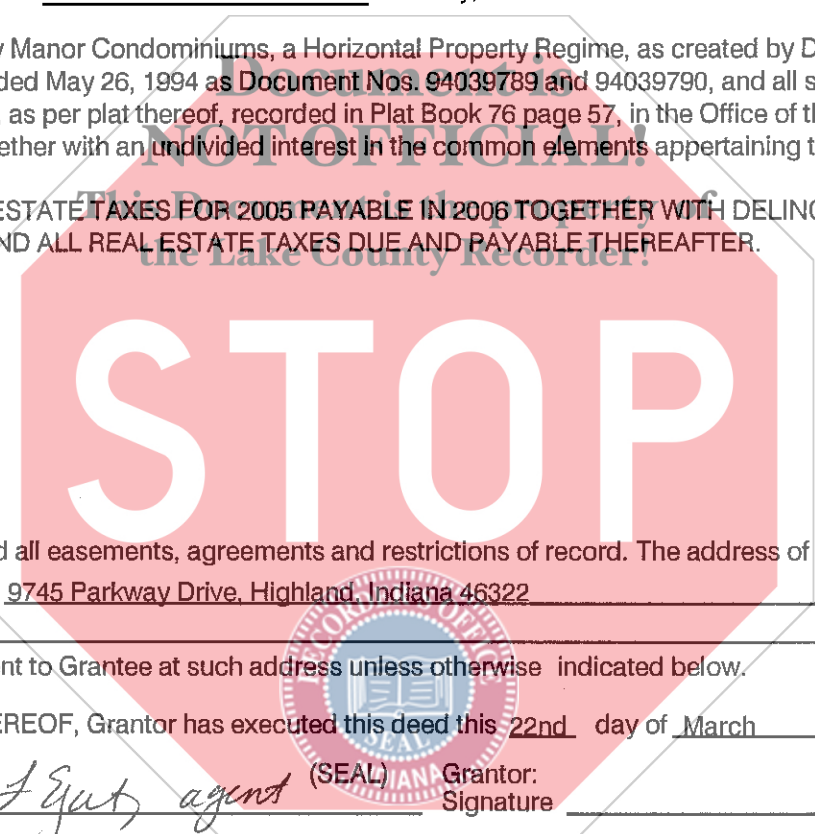 y Manor Condominiums, a Horizontal Property Regime, as created by D
ded May 26, 1994 as Document Nos. 94039789 and 94039790, and all s
as per plat thereof, recorded in Plat Book 76 page 57, in the Office of th
ether with an undivided interest in the common elements appertaining t
Document is
NOT OFFICIAL!
This Document is the property of
the Lake County Recorder!
ESTATE TAXES FOR 2005 PAYABLE IN 2006 TOGETHER WITH DELINQ
ND ALL REAL ESTATE TAXES DUE AND PAYABLE THEREAFTER.
STOP
d all easements, agreements and restrictions of record. The address of
9745 Parkway Drive, Highland, Indiana 46322
nt to Grantee at such address unless otherwise indicated below.
EREOF, Grantor has executed this deed this 22nd day of March
RECORDER'S OFFICE
SEAL
INDIANA
agent (SEAL) Grantor:
Signature